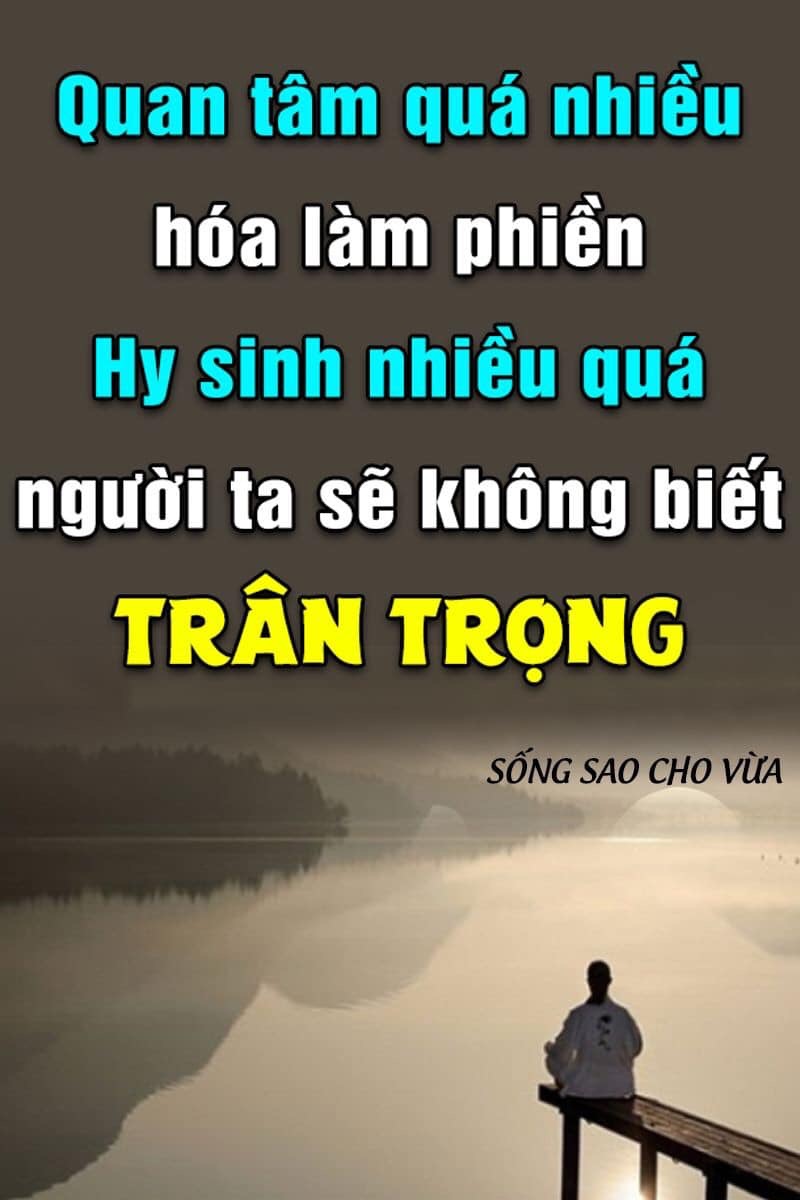 Quan tâm quá nhiều
hóa làm phiền
Hy sinh nhiều quá
người ta sẽ không biết
TRÂN TRỌNG
SỐNG SAO CHO VỪA